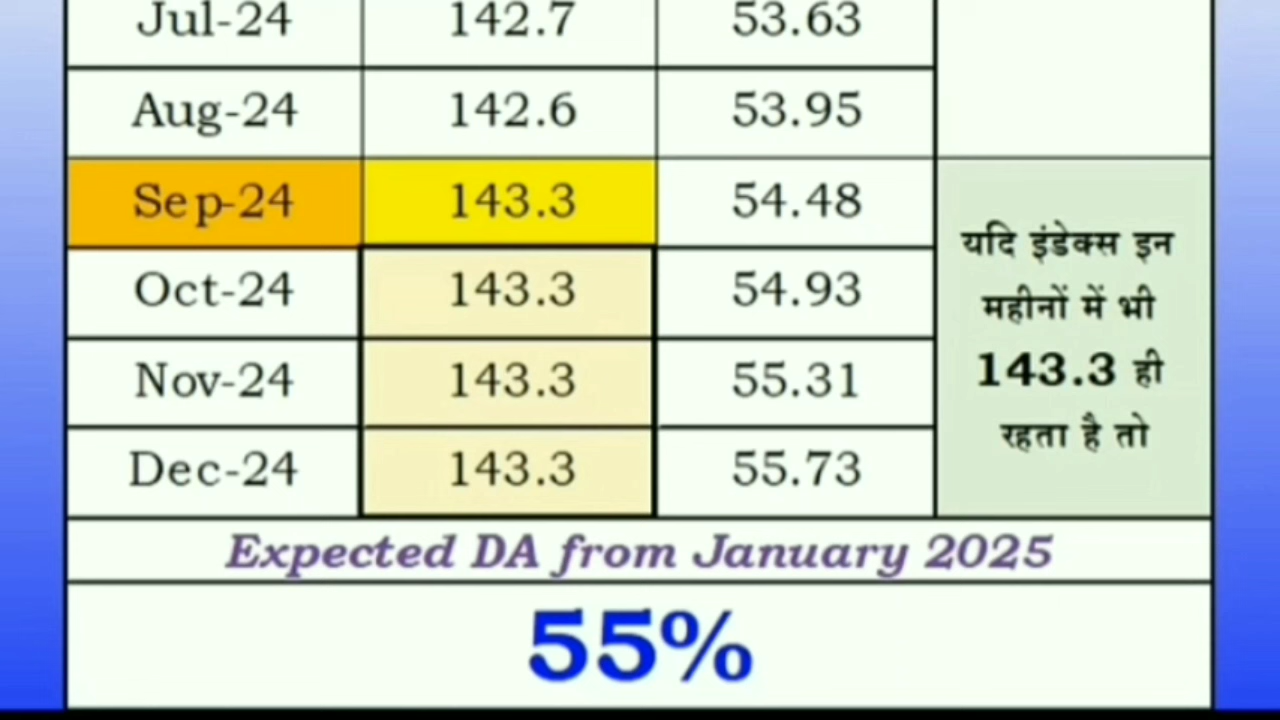 Jul-24 142.7 53.63
Aug-24 142.6 53.95
Sep-24 143.3 54.48
Oct-24 143.3 54.93
Nov-24 143.3 55.31
Dec-24 143.3 55.73
यदि इंडेक्स इन
महीनों में भी
143.3 ही
रहता है तो
Expected DA from January 2025
55%